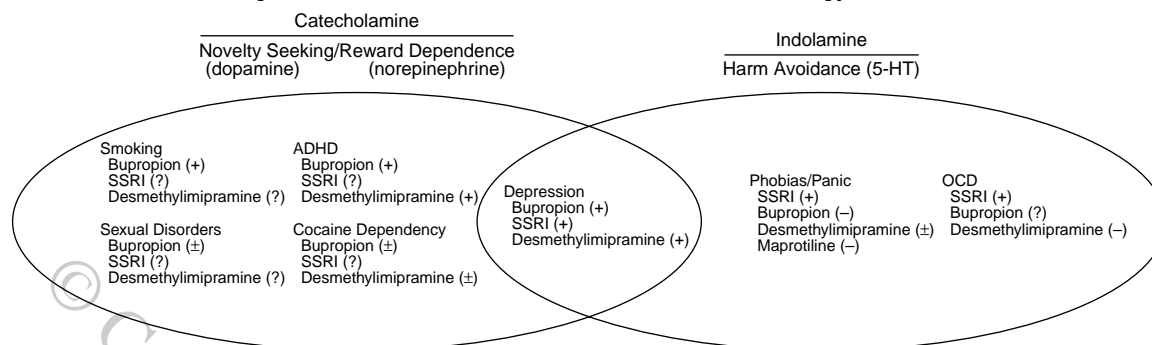 Catecholamine
Novelty Seeking/Reward Dependence
(dopamine) (norepinephrine)
Indolamine
Harm Avoidance (5-HT)
Smoking
Bupropion (+)
SSRI (?)
Desmethylimipramine (?)
ADHD
Bupropion (+)
SSRI (?)
Desmethylimipramine (+)
Sexual Disorders
Bupropion (±)
SSRI (?)
Desmethylimipramine (?)
Cocaine Dependency
Bupropion (±)
SSRI (?)
Desmethylimipramine (±)
Depression
Bupropion (+)
SSRI (+)
Desmethylimipramine (+)
Phobias/Panic
SSRI (+)
Bupropion (–)
Desmethylimipramine (±)
Maprotiline (–)
OCD
SSRI (+)
Bupropion (?)
Desmethylimipramine (–)
©